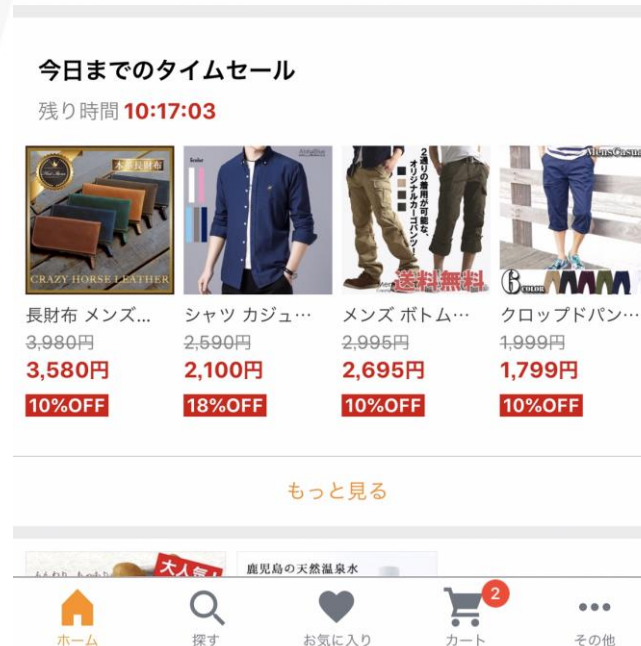 今日までのタイムセール
残り時間 10:17:03
CRAZY HORSE LEATHER
2通りの着用が可能な、
オリジナルカーゴパンツ!
送料無料
MensCasual
6 COLOR
長財布 メンズ...
シャツ カジュ…
メンズ ボトム…
クロップドパン…
3,980円
2,590円
2,995円
1,999円
3,580円
2,100円
2,695円
1,799円
10%OFF
18%OFF
10%OFF
10%OFF
もっと見る
大人気!
鹿児島の天然温泉水
2
ホーム
探す
お気に入り
カート
その他